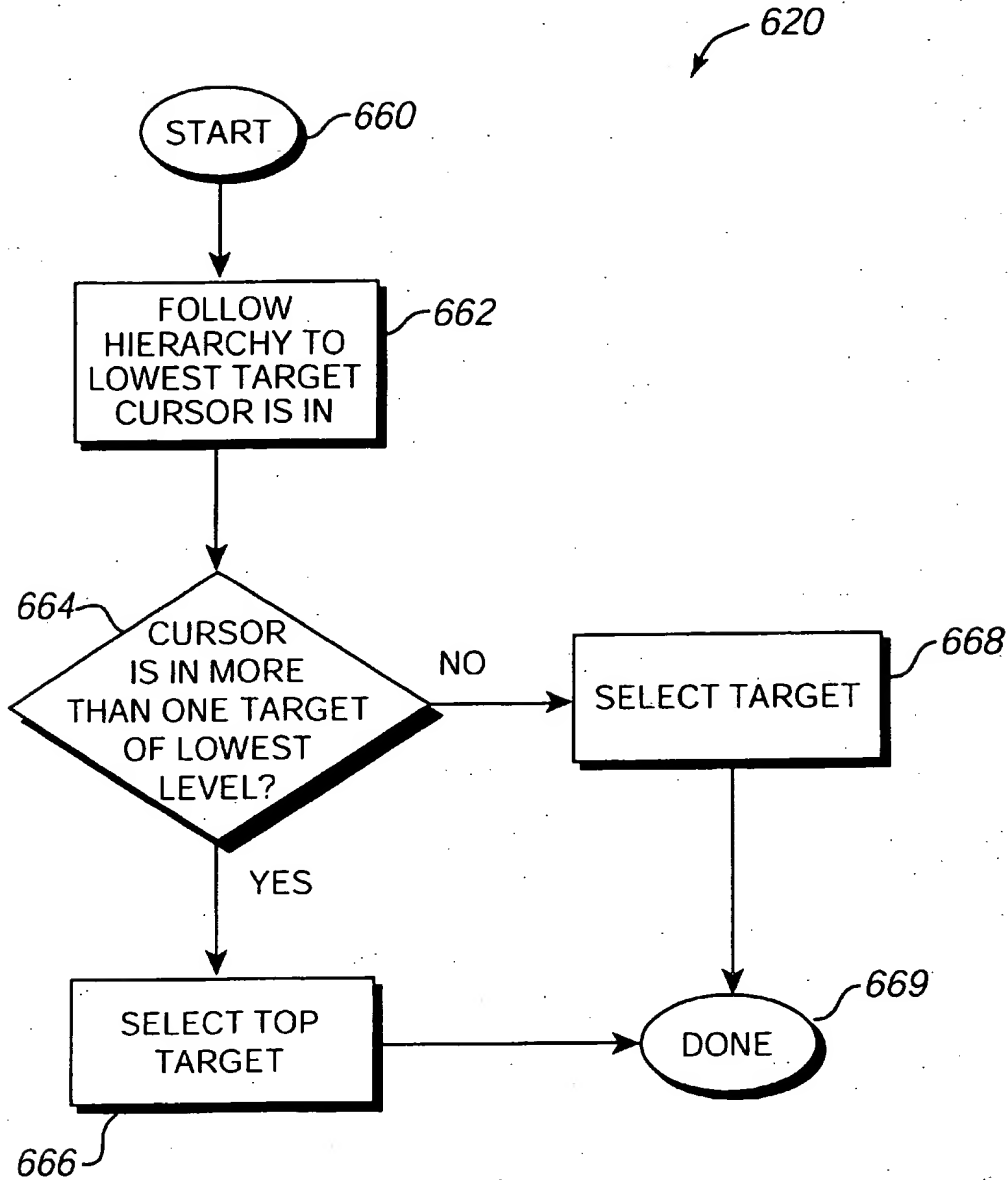 620
START
660
FOLLOW
HIERARCHY TO
LOWEST TARGET
CURSOR IS IN
662
664
CURSOR
IS IN MORE
THAN ONE TARGET
OF LOWEST
LEVEL?
NO
SELECT TARGET
668
YES
SELECT TOP
TARGET
666
DONE
669